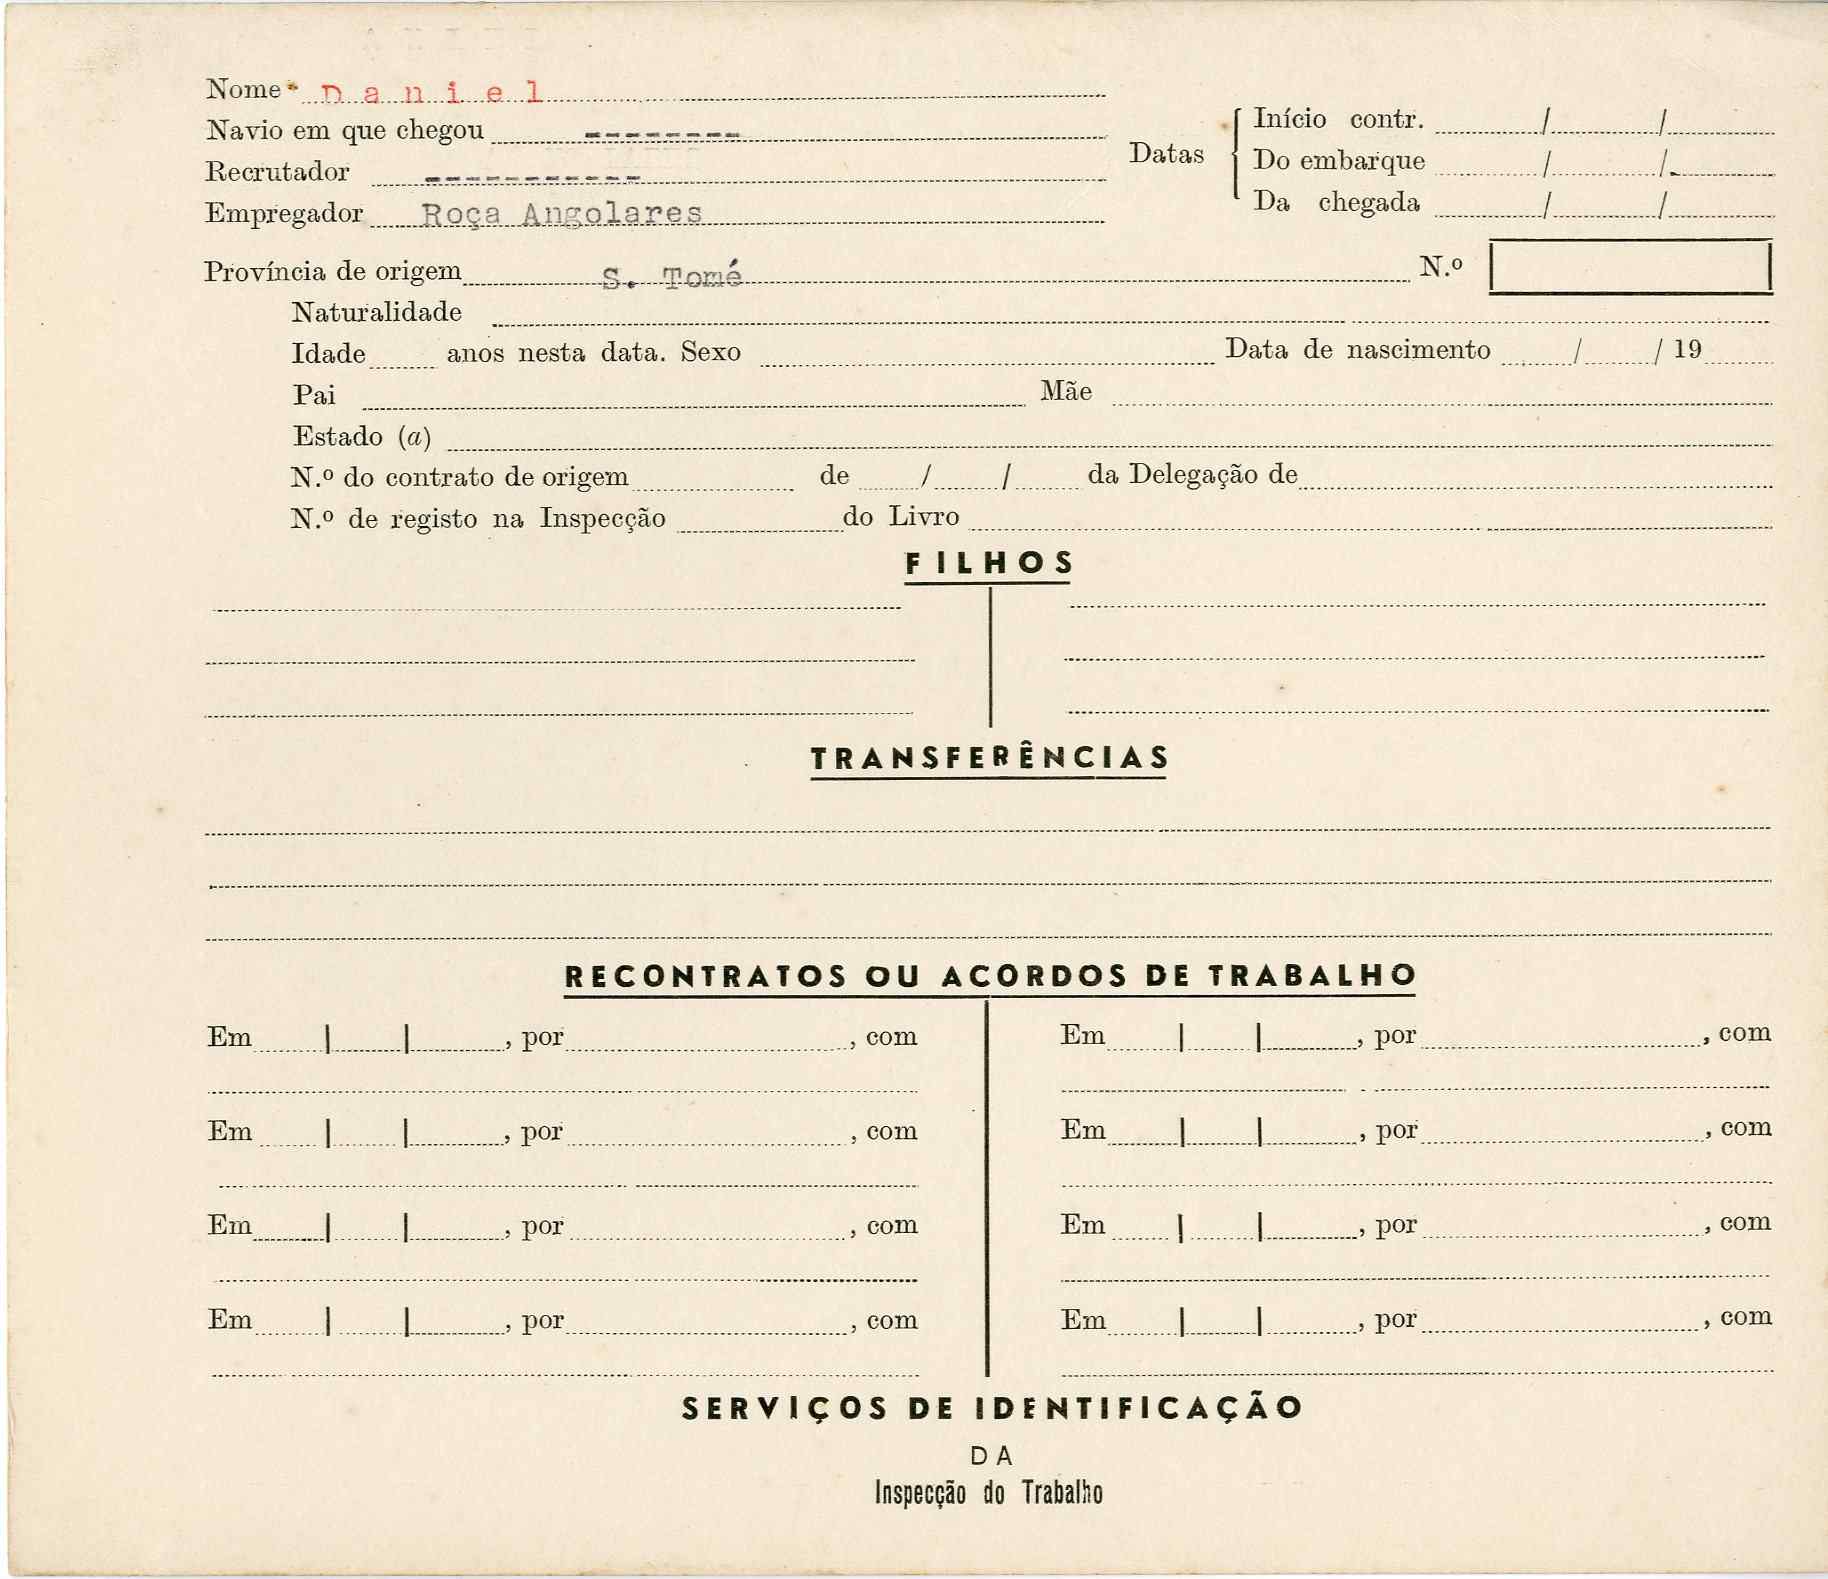 Nome Daniel
Navio em que chegou --------
Recrutador -----------
Empregador Roça Angolares
Datas
Início contr. / /
Do embarque / /
Da chegada / /
Província de origem S. Tomé N.º
Naturalidade
Idade anos nesta data. Sexo Data de nascimento / / 19
Pai Mãe
Estado (a)
N.º do contrato de origem de / / da Delegação de
N.º de registo na Inspecção do Livro
FILHOS
TRANSFERÊNCIAS
RECONTRATOS OU ACORDOS DE TRABALHO
Em | | , por , com Em | | , por , com
Em | | , por , com Em | | , por , com
Em | | , por , com Em | | , por , com
Em | | , por , com Em | | , por , com
SERVIÇOS DE IDENTIFICAÇÃO
DA
Inspecção do Trabalho